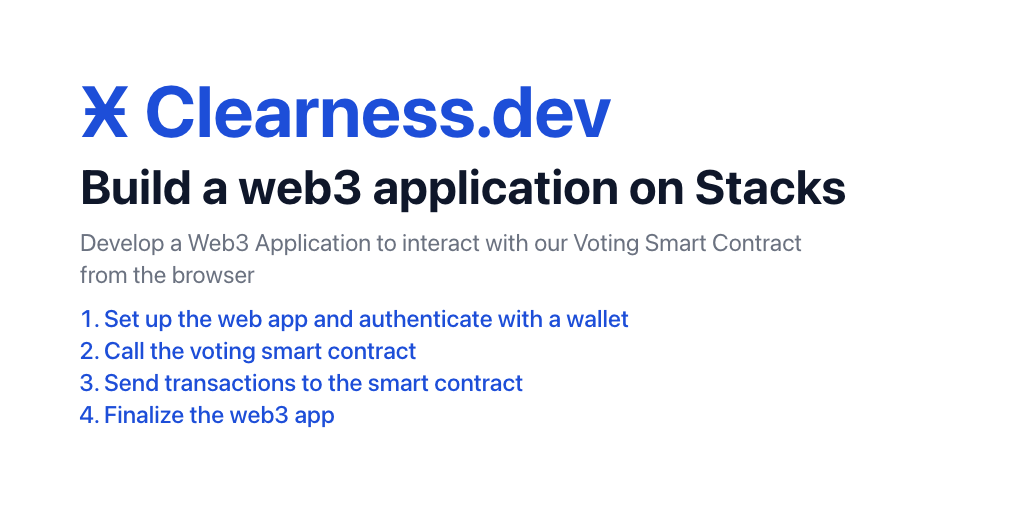 Ӿ Clearness.dev
Build a web3 application on Stacks
Develop a Web3 Application to interact with our Voting Smart Contract
from the browser
1. Set up the web app and authenticate with a wallet
2. Call the voting smart contract
3. Send transactions to the smart contract
4. Finalize the web3 app